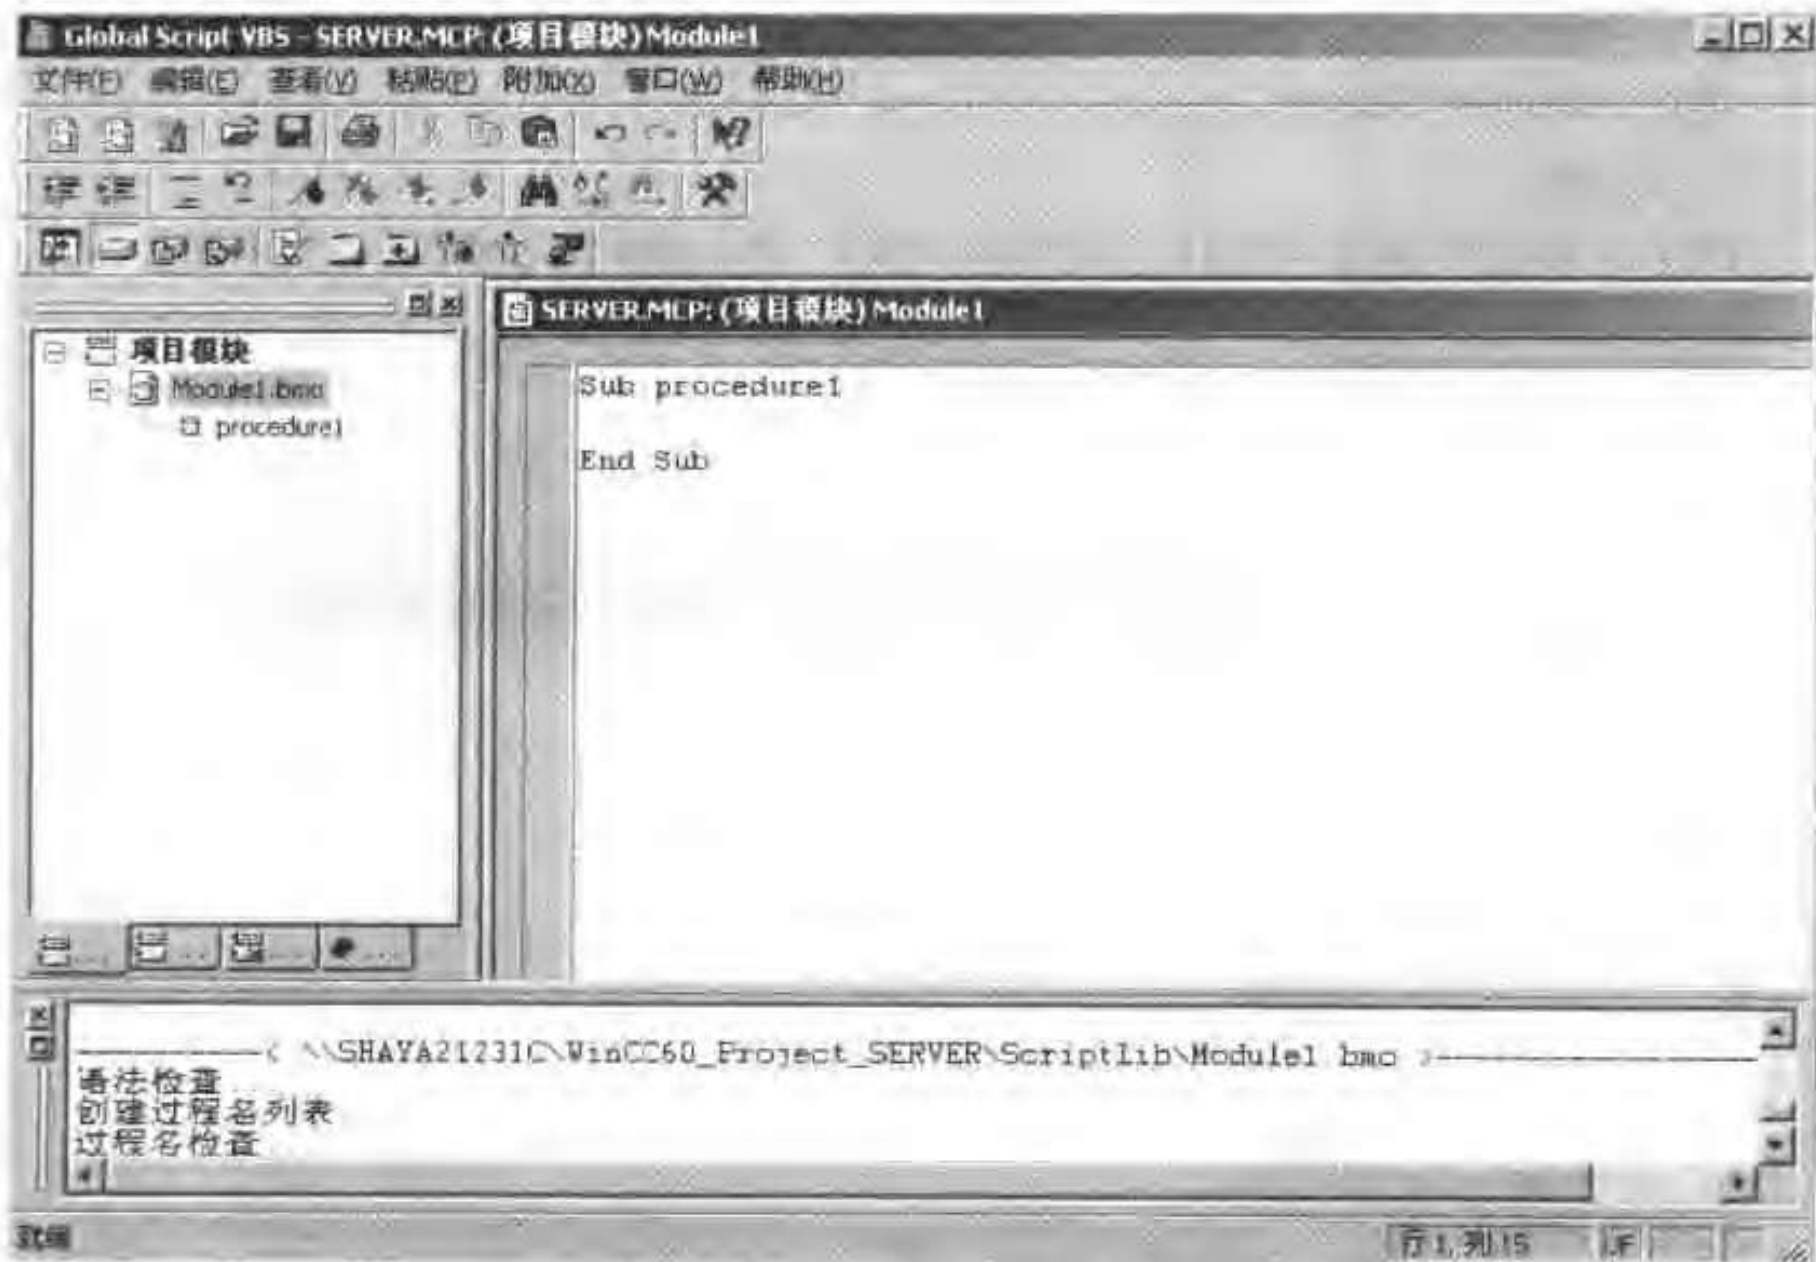 Global Script VBS - SERVER.MCP: (项目模块) Module1
文件(F) 编辑(E) 查看(V) 粘贴(P) 附加(X) 窗口(W) 帮助(H)
SERVER.MCP: (项目模块) Module1
项目模块
Module1.bmo
procedure1
Sub procedure1
End Sub
< \\SHAYA21231C\WinCC60_Project_SERVER\Scriptlib\Module1 bmo >
语法检查
创建过程名列表
过程名检查
就绪
行 1, 列 15